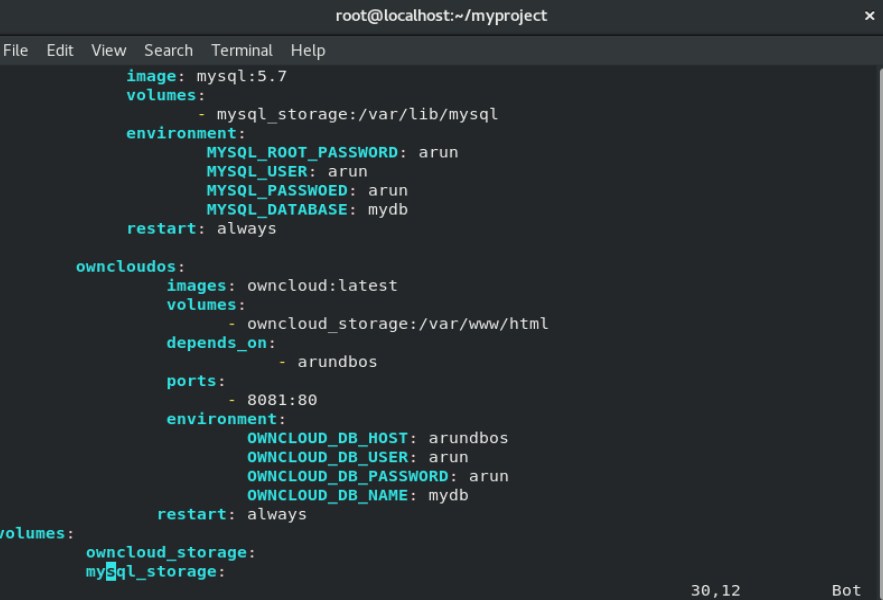 root@localhost:~/myproject
×
File Edit View Search Terminal Help
image: mysql:5.7
volumes:
- mysql_storage:/var/lib/mysql
environment:
MYSQL_ROOT_PASSWORD: arun
MYSQL_USER: arun
MYSQL_PASSWOED: arun
MYSQL_DATABASE: mydb
restart: always
owncloudos:
images: owncloud:latest
volumes:
- owncloud_storage:/var/www/html
depends_on:
- arundbos
ports:
- 8081:80
environment:
OWNCLOUD_DB_HOST: arundbos
OWNCLOUD_DB_USER: arun
OWNCLOUD_DB_PASSWORD: arun
OWNCLOUD_DB_NAME: mydb
restart: always
volumes:
owncloud_storage:
mysql_storage:
30,12 Bot